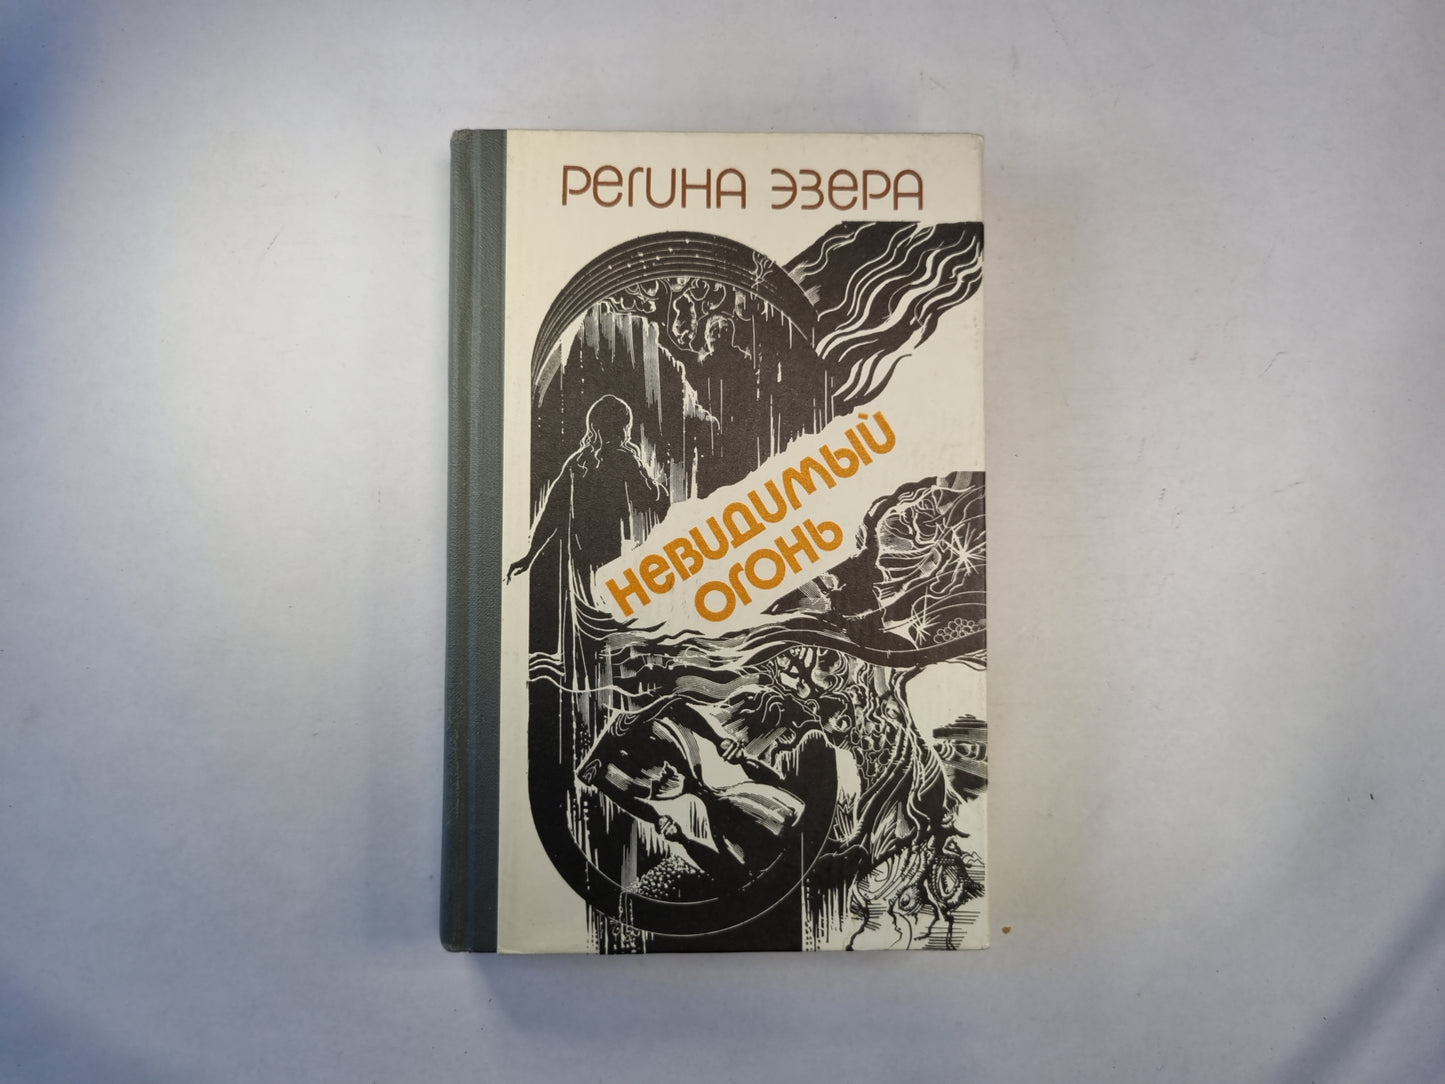 Регина Эзера
Невидимый
огонь